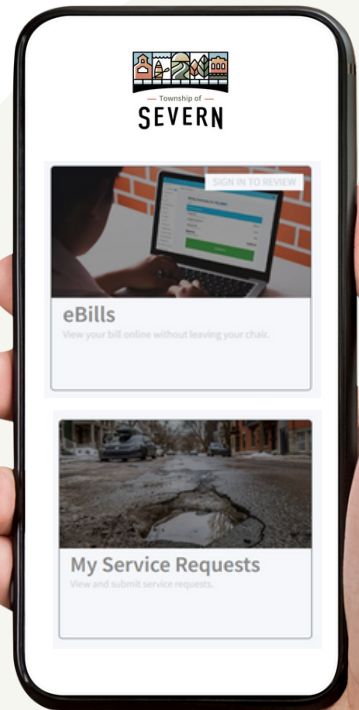 Township of
SEVERN
SIGN IN TO REVIEW
eBills
View your bill online without leaving your chair.
My Service Requests
View and submit service requests.